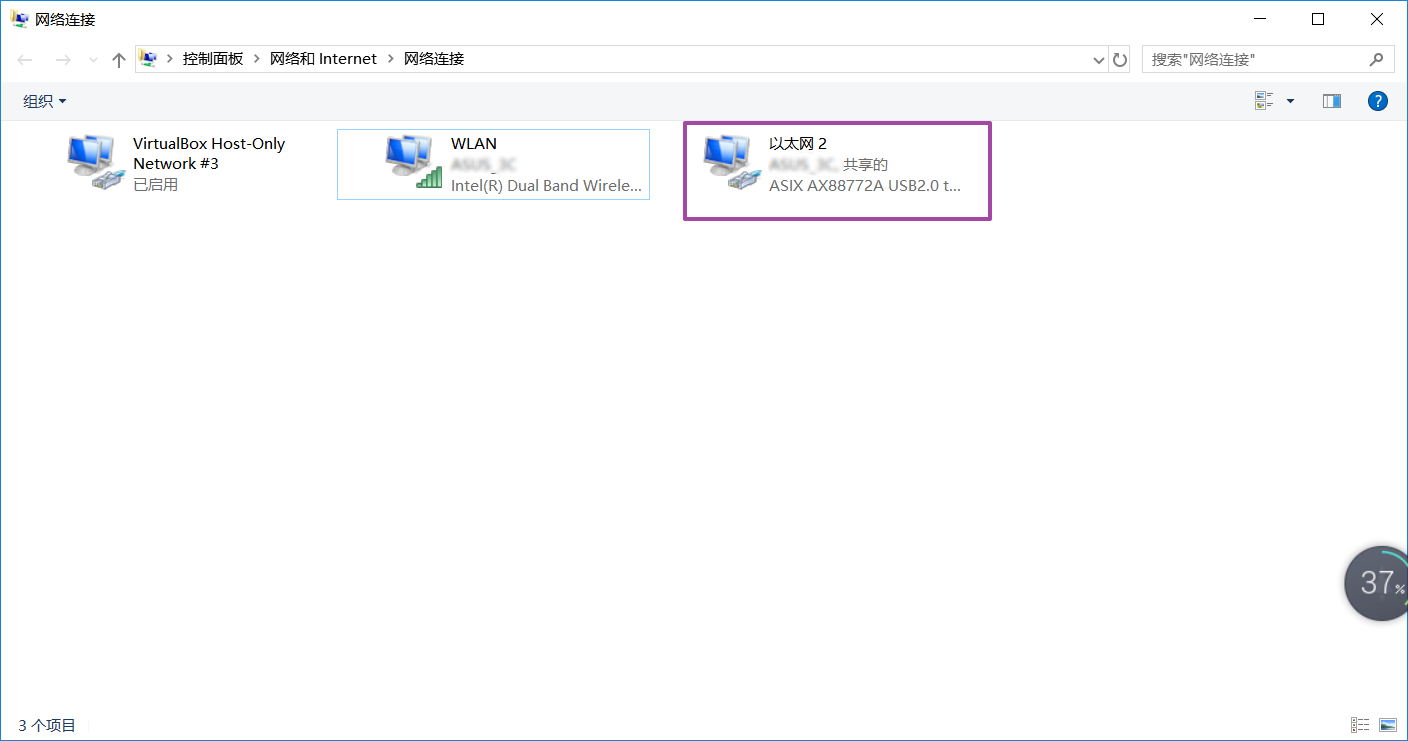 网络连接
控制面板 > 网络和 Internet > 网络连接
搜索"网络连接"
组织
VirtualBox Host-Only
Network #3
已启用
WLAN
Intel(R) Dual Band Wirele...
以太网 2
共享的
ASIX AX88772A USB2.0 t...
37%
3 个项目